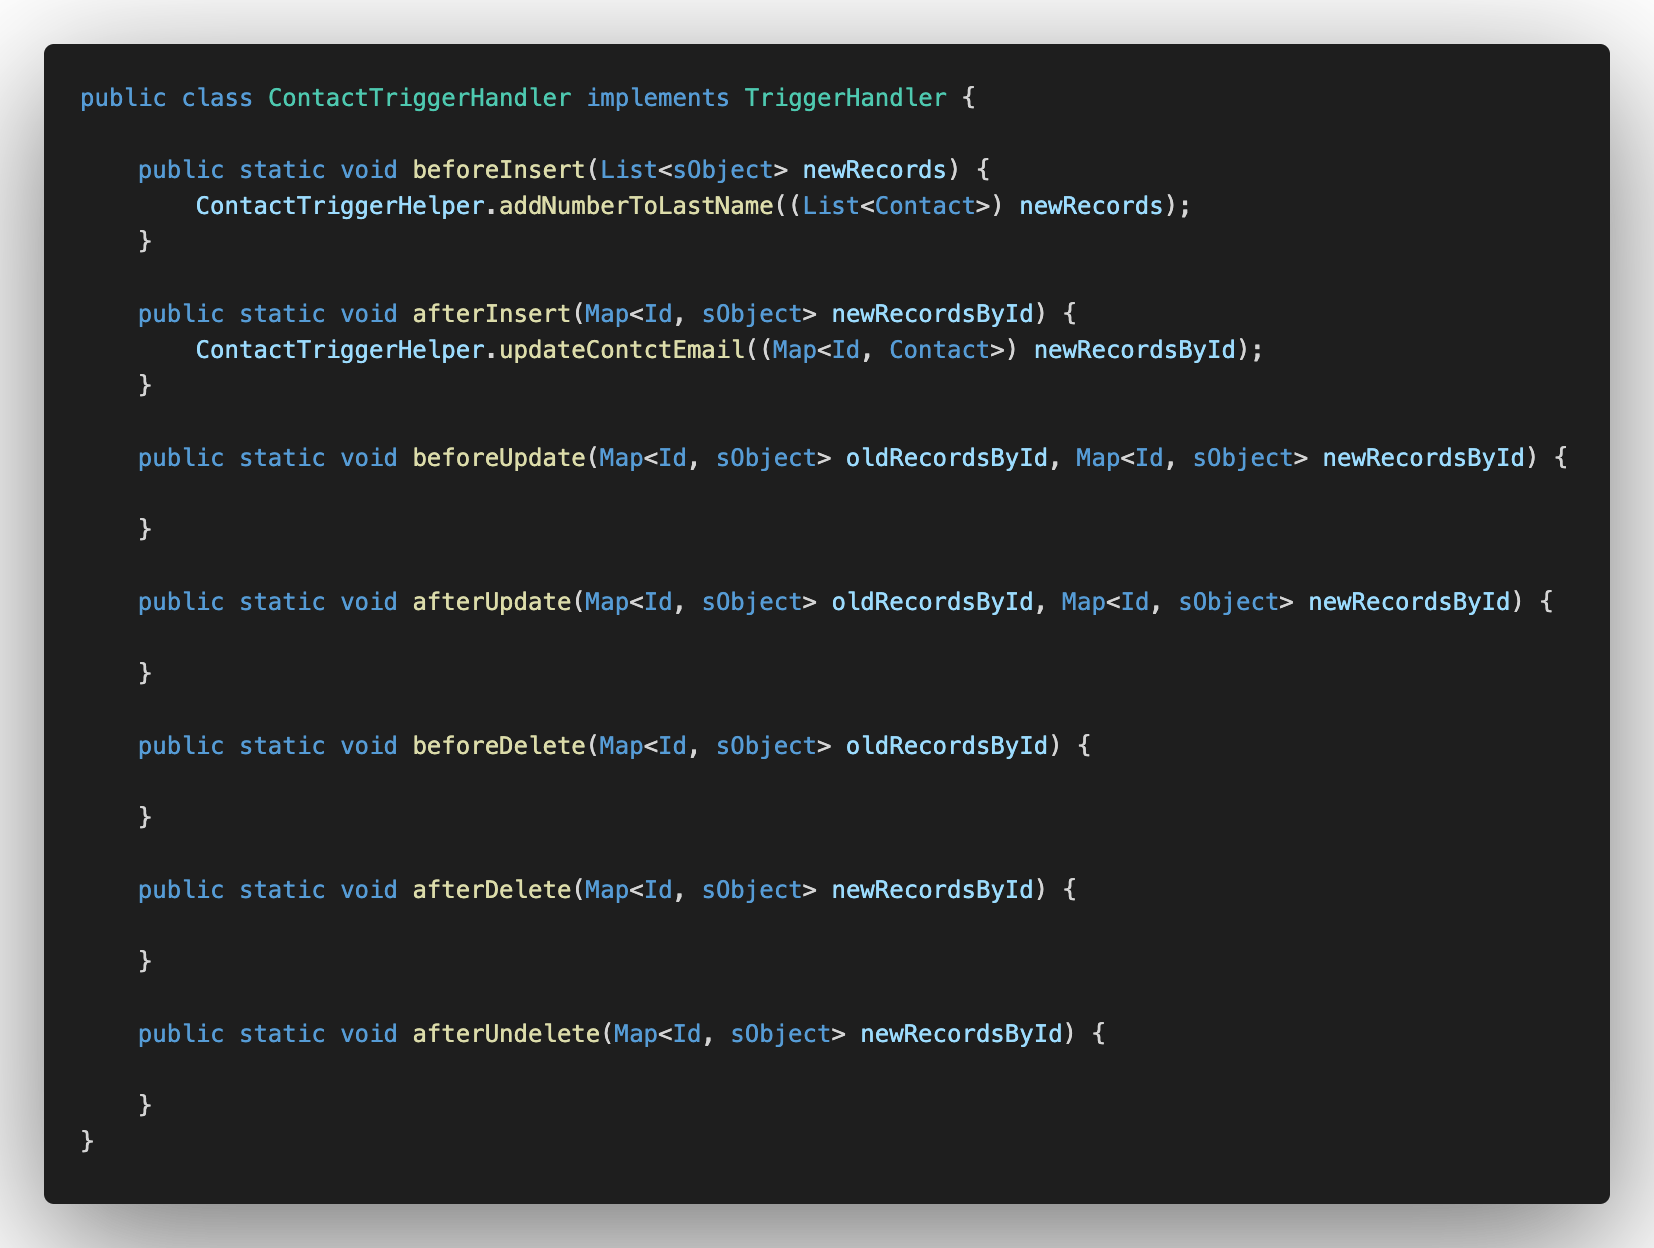 public class ContactTriggerHandler implements TriggerHandler {
public static void beforeInsert(List<sObject> newRecords) {
ContactTriggerHelper.addNumberToLastName((List<Contact>) newRecords);
}
public static void afterInsert(Map<Id, sObject> newRecordsById) {
ContactTriggerHelper.updateContctEmail((Map<Id, Contact>) newRecordsById);
}
public static void beforeUpdate(Map<Id, sObject> oldRecordsById, Map<Id, sObject> newRecordsById) {
}
public static void afterUpdate(Map<Id, sObject> oldRecordsById, Map<Id, sObject> newRecordsById) {
}
public static void beforeDelete(Map<Id, sObject> oldRecordsById) {
}
public static void afterDelete(Map<Id, sObject> newRecordsById) {
}
public static void afterUndelete(Map<Id, sObject> newRecordsById) {
}
}